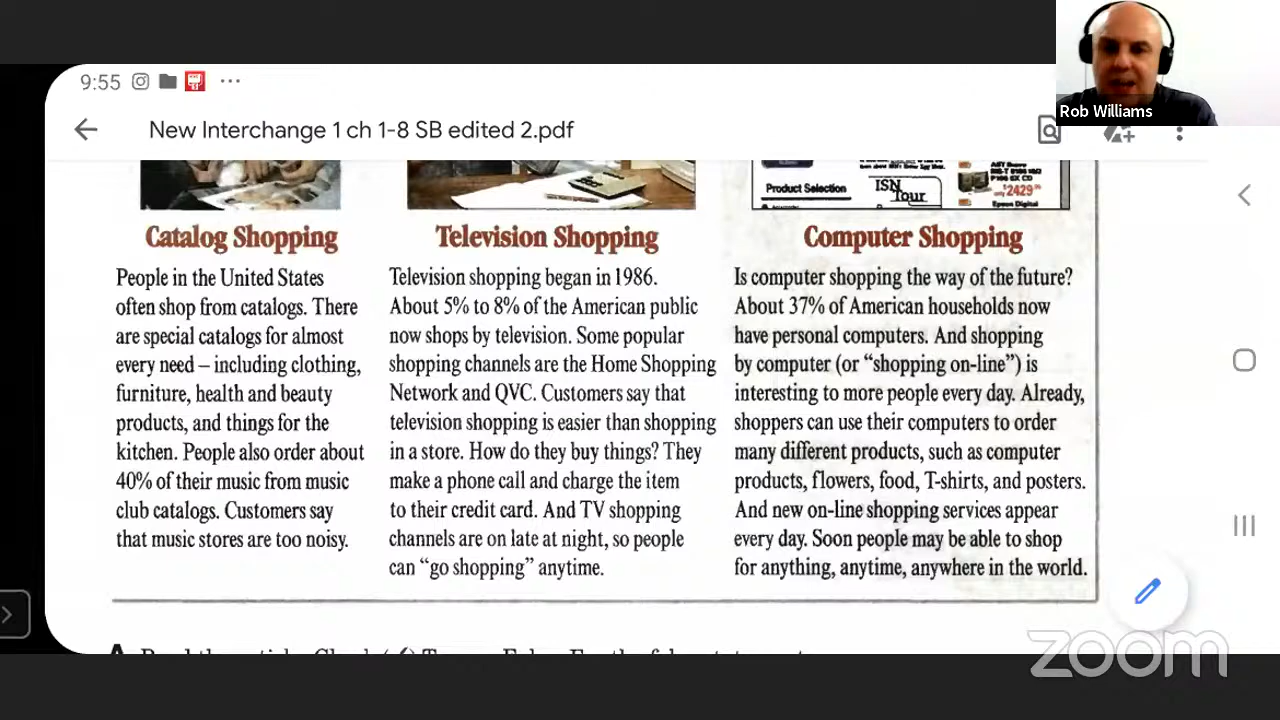 Rob Williams
9:55
New Interchange 1 ch 1-8 SB edited 2.pdf
Product Selection
ISN
Tour
2429
Epson Digital
Catalog Shopping
People in the United States
often shop from catalogs. There
are special catalogs for almost
every need – including clothing,
furniture, health and beauty
products, and things for the
kitchen. People also order about
40% of their music from music
club catalogs. Customers say
that music stores are too noisy.
Television Shopping
Television shopping began in 1986.
About 5% to 8% of the American public
now shops by television. Some popular
shopping channels are the Home Shopping
Network and QVC. Customers say that
television shopping is easier than shopping
in a store. How do they buy things? They
make a phone call and charge the item
to their credit card. And TV shopping
channels are on late at night, so people
can “go shopping” anytime.
Computer Shopping
Is computer shopping the way of the future?
About 37% of American households now
have personal computers. And shopping
by computer (or “shopping on-line”) is
interesting to more people every day. Already,
shoppers can use their computers to order
many different products, such as computer
products, flowers, food, T-shirts, and posters.
And new on-line shopping services appear
every day. Soon people may be able to shop
for anything, anytime, anywhere in the world.
zoom